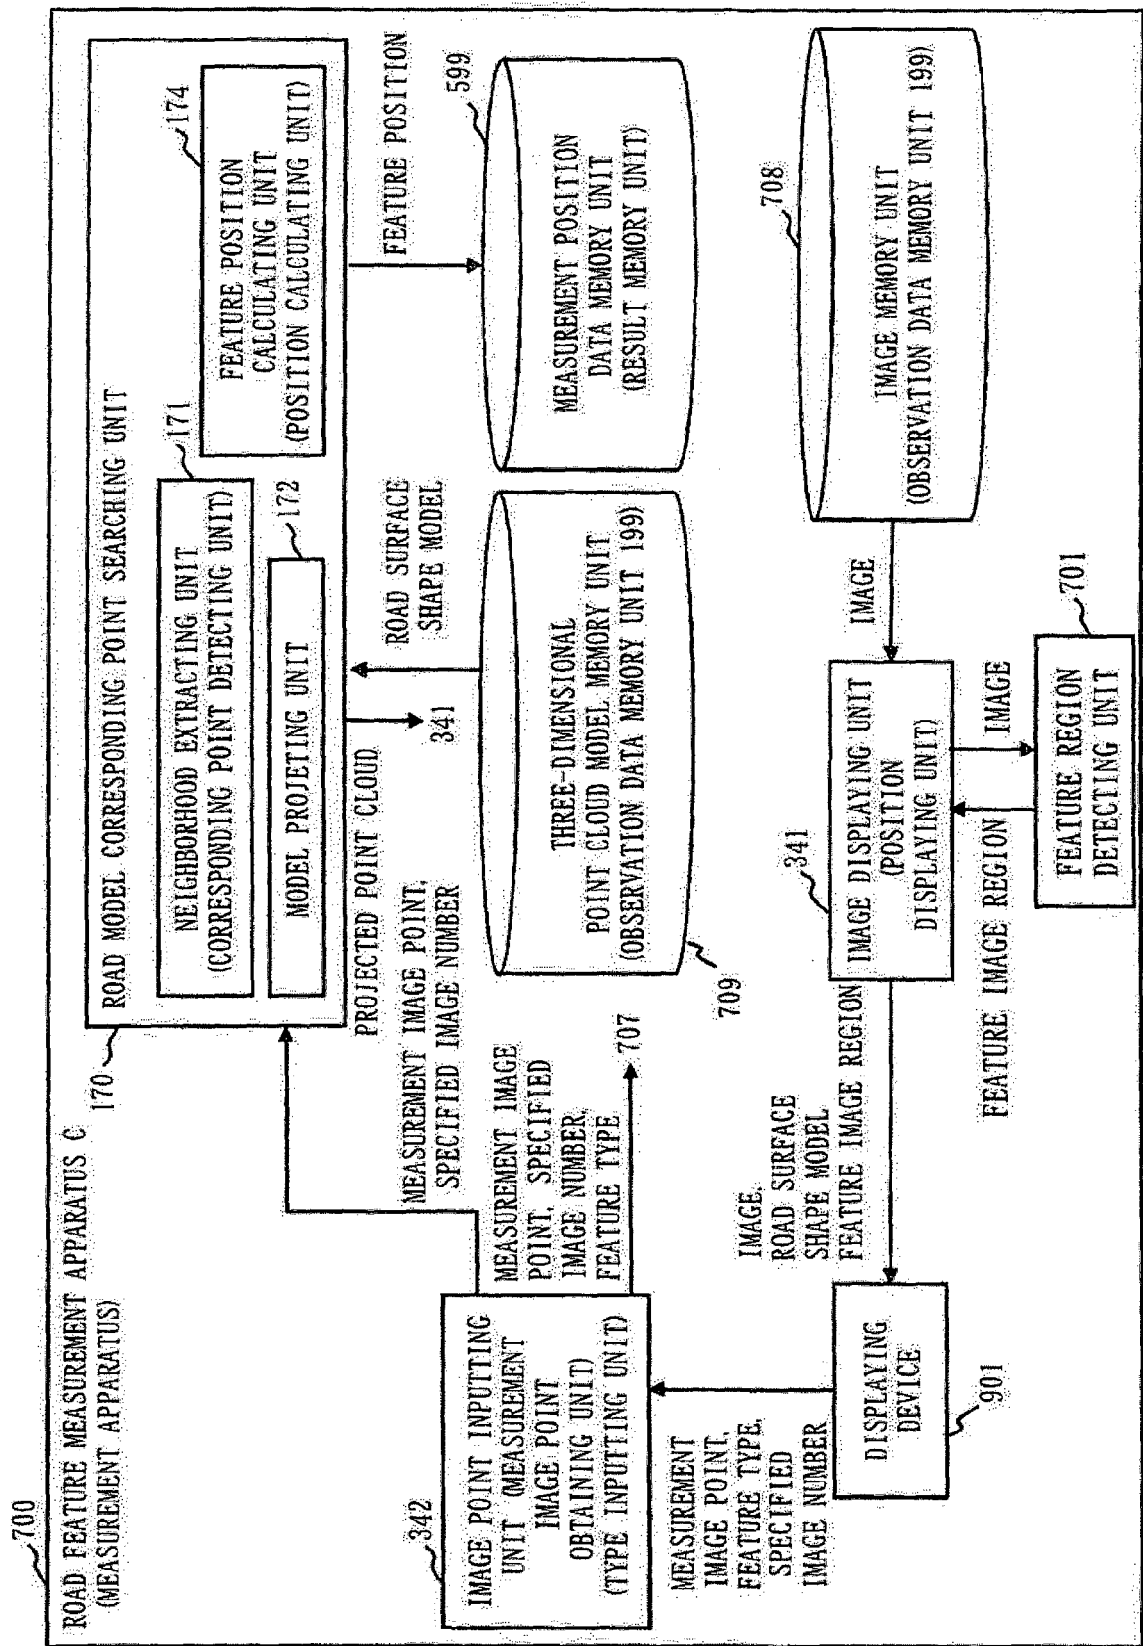 700
ROAD FEATURE MEASUREMENT APPARATUS C
(MEASUREMENT APPARATUS)
170
ROAD MODEL CORRESPONDING POINT SEARCHING UNIT
171
NEIGHBORHOOD EXTRACTING UNIT
(CORRESPONDING POINT DETECTING UNIT)
172
MODEL PROJETING UNIT
174
FEATURE POSITION
CALCULATING UNIT
(POSITION CALCULATING UNIT)
342
IMAGE POINT INPUTTING
UNIT (MEASUREMENT
IMAGE POINT
OBTAINING UNIT)
(TYPE INPUTTING UNIT)
MEASUREMENT IMAGE POINT,
SPECIFIED IMAGE NUMBER
MEASUREMENT IMAGE
POINT, SPECIFIED
IMAGE NUMBER,
FEATURE TYPE
707
PROJECTED POINT CLOUD
341
ROAD SURFACE
SHAPE MODEL
FEATURE POSITION
709
THREE-DIMENSIONAL
POINT CLOUD MODEL MEMORY UNIT
(OBSERVATION DATA MEMORY UNIT 199)
599
MEASUREMENT POSITION
DATA MEMORY UNIT
(RESULT MEMORY UNIT)
MEASUREMENT
IMAGE POINT,
FEATURE TYPE,
SPECIFIED
IMAGE NUMBER
DISPLAYING
DEVICE
901
IMAGE,
ROAD SURFACE
SHAPE MODEL
FEATURE IMAGE REGION
341
IMAGE DISPLAYING UNIT
(POSITION
DISPLAYING UNIT)
IMAGE
708
IMAGE MEMORY UNIT
(OBSERVATION DATA MEMORY UNIT 199)
FEATURE IMAGE REGION
IMAGE
701
FEATURE REGION
DETECTING UNIT